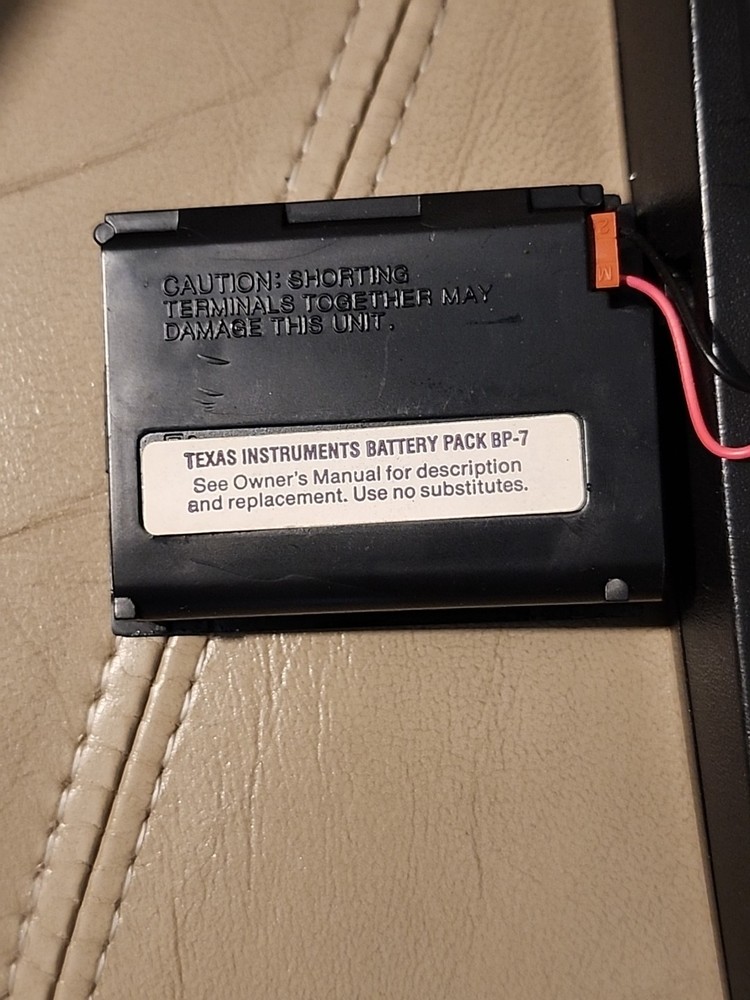 CAUTION: SHORTING
TERMINALS TOGETHER MAY
DAMAGE THIS UNIT.
TEXAS INSTRUMENTS BATTERY PACK BP-7
See Owner's Manual for description
and replacement. Use no substitutes.